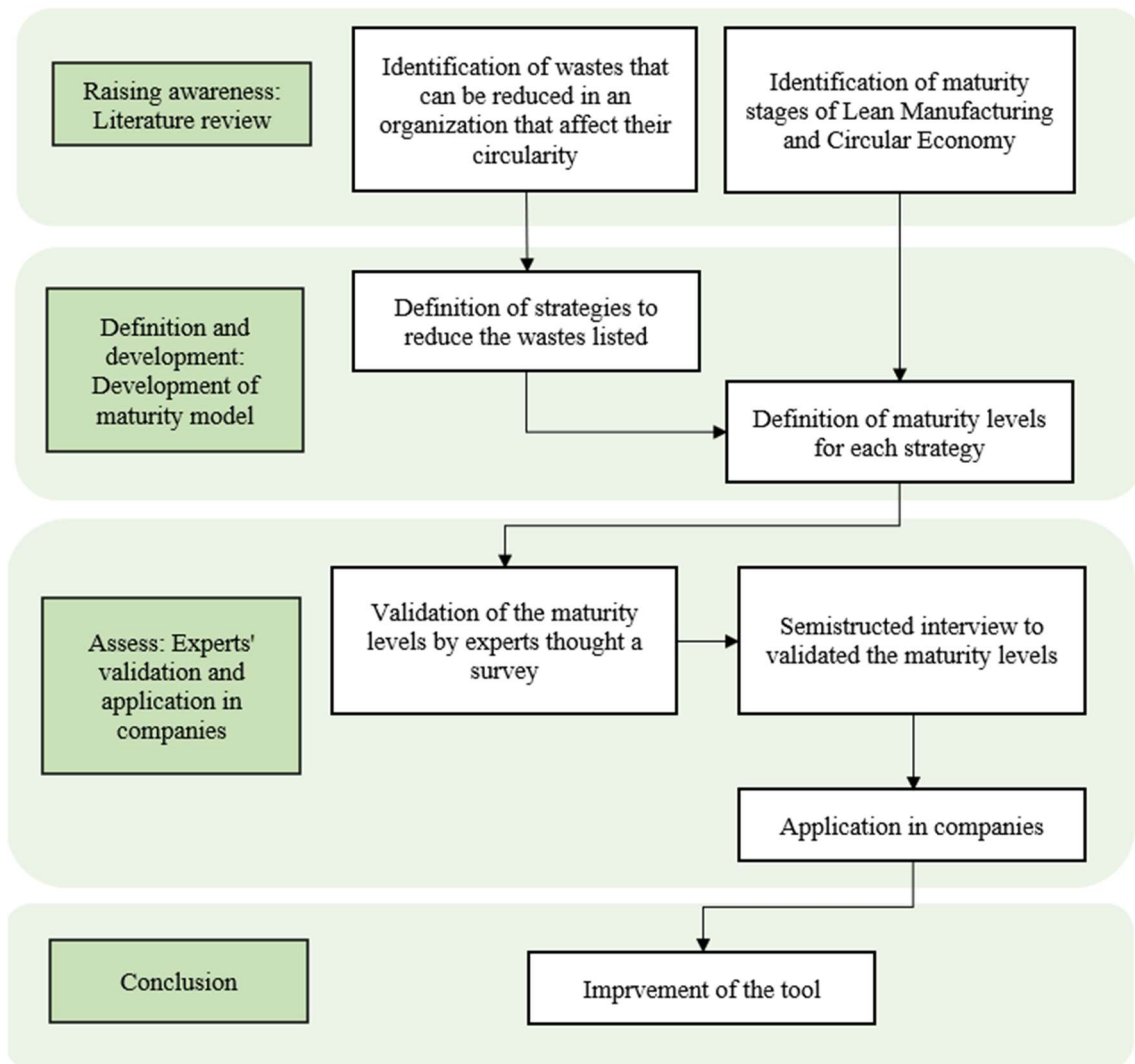 Raising awareness:
Literature review
Identification of wastes that
can be reduced in an
organization that affect their
circularity
Identification of maturity
stages of Lean Manufacturing
and Circular Economy
Definition and
development:
Development of
maturity model
Definition of strategies to
reduce the wastes listed
Definition of maturity levels
for each strategy
Assess: Experts'
validation and
application in
companies
Validation of the maturity
levels by experts thought a
survey
Semistructed interview to
validated the maturity levels
Application in companies
Conclusion
Imprvement of the tool